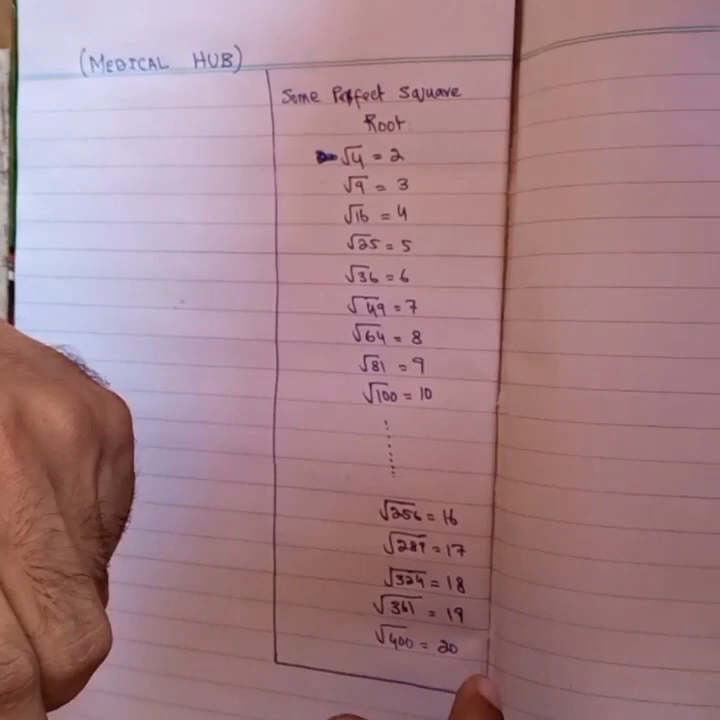 (MEDICAL HUB)
Some Perfect Square
Root
√4 = 2
√9 = 3
√16 = 4
√25 = 5
√36 = 6
√49 = 7
√64 = 8
√81 = 9
√100 = 10
........
√256 = 16
√289 = 17
√324 = 18
√361 = 19
√400 = 20